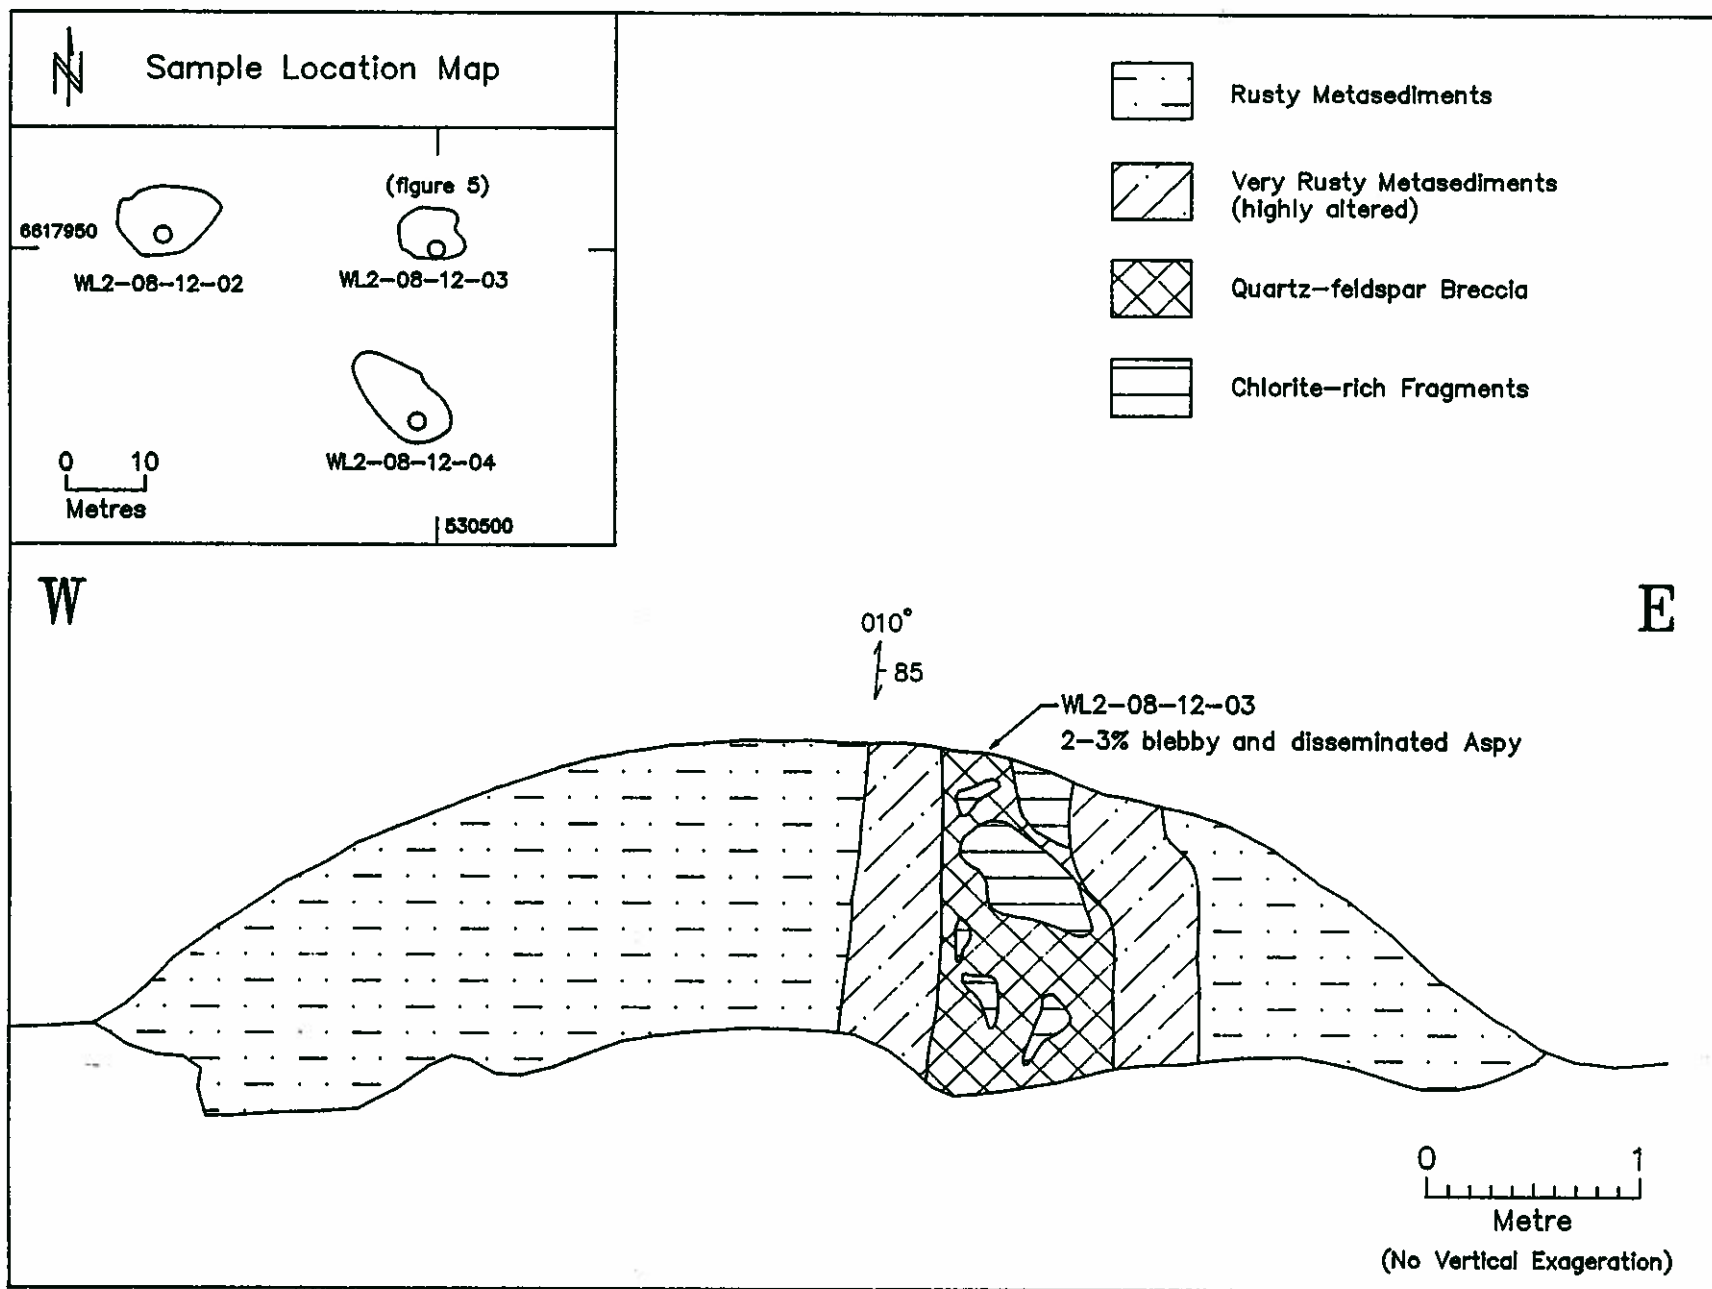 N
Sample Location Map
(figure 5)
6617950
WL2-08-12-02
WL2-08-12-03
WL2-08-12-04
0 10
Metres
530500
Rusty Metasediments
Very Rusty Metasediments
(highly altered)
Quartz-feldspar Breccia
Chlorite-rich Fragments
W
E
010°
85
WL2-08-12-03
2-3% blebby and disseminated Aspy
0 1
Metre
(No Vertical Exageration)